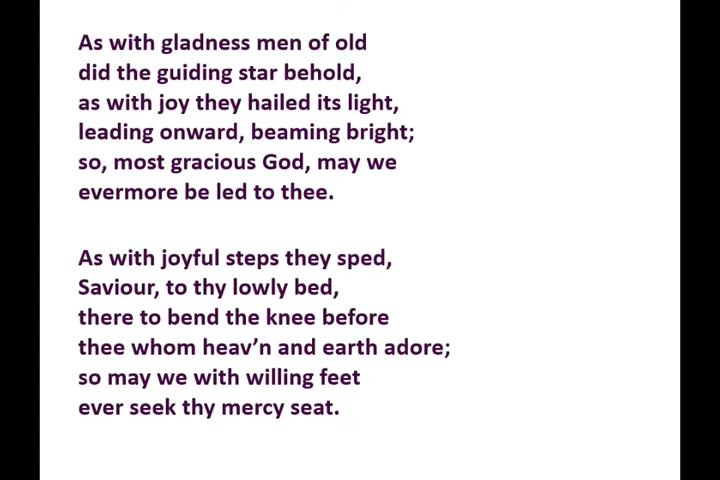 As with gladness men of old
did the guiding star behold,
as with joy they hailed its light,
leading onward, beaming bright;
so, most gracious God, may we
evermore be led to thee.
As with joyful steps they sped,
Saviour, to thy lowly bed,
there to bend the knee before
thee whom heav’n and earth adore;
so may we with willing feet
ever seek thy mercy seat.